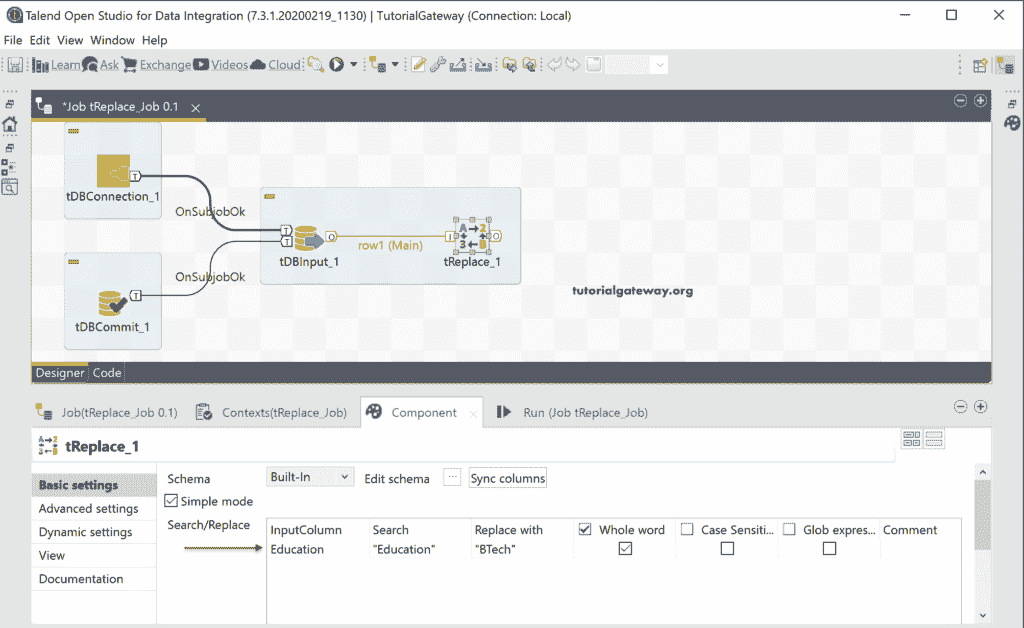 Talend Open Studio for Data Integration (7.3.1.20200219_1130) | TutorialGateway (Connection: Local)
File Edit View Window Help
Learn Ask Exchange Videos Cloud
*Job tReplace_Job 0.1
tDBConnection_1
OnSubjobOk
row1 (Main)
tDBInput_1
tReplace_1
OnSubjobOk
tDBCommit_1
tutorialgateway.org
Designer Code
Job(tReplace_Job 0.1) Contexts(tReplace_Job) Component Run (Job tReplace_Job)
tReplace_1
Basic settings
Advanced settings
Dynamic settings
View
Documentation
Schema Built-In Edit schema ... Sync columns
Simple mode
Search/Replace
InputColumn Search Replace with Whole word Case Sensiti... Glob expres... Comment
Education "Education" "BTech"